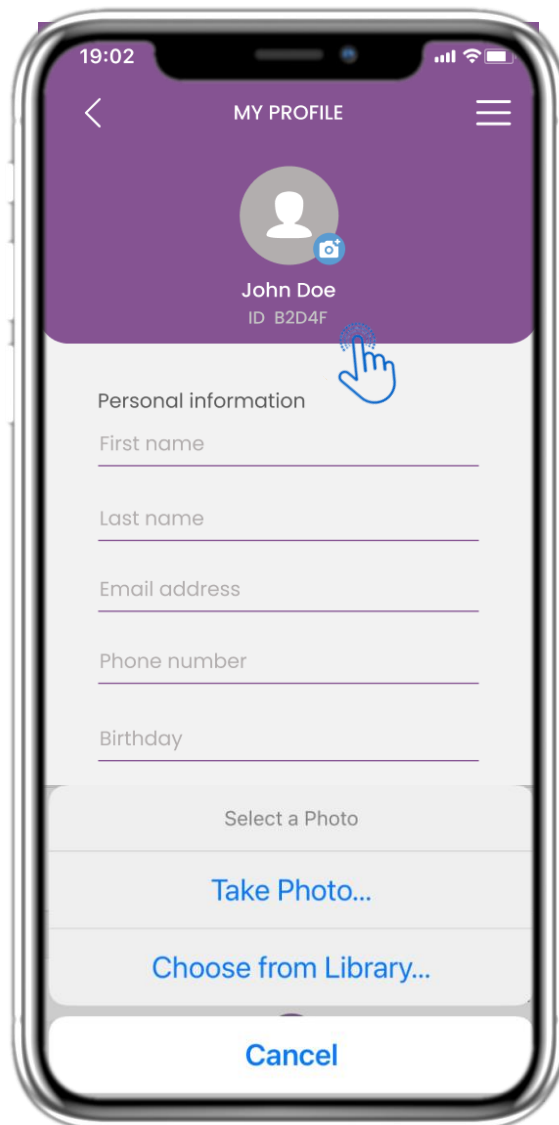 19:02
MY PROFILE
John Doe
ID B2D4F
Personal information
First name
Last name
Email address
Phone number
Birthday
Select a Photo
Take Photo...
Choose from Library...
Cancel